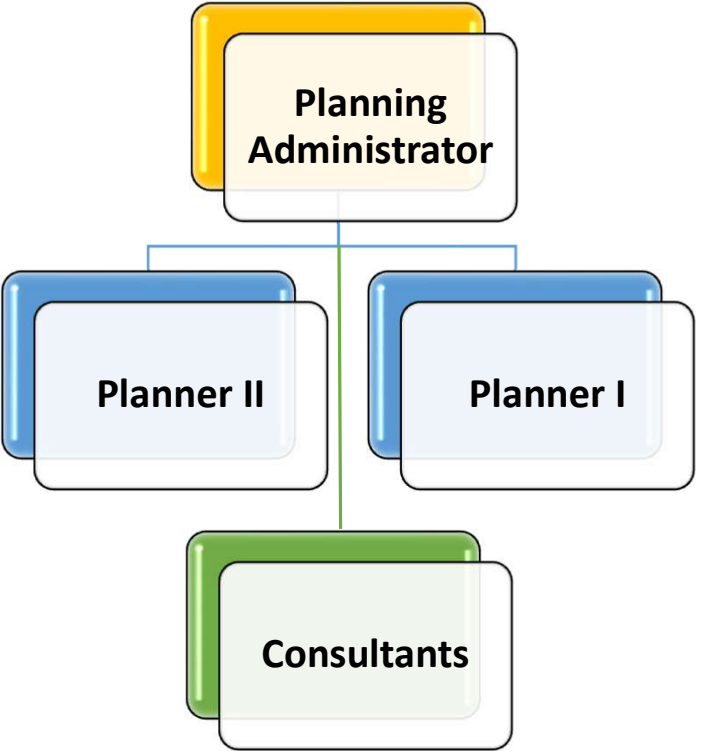 Planning
Administrator
Planner II
Planner I
Consultants